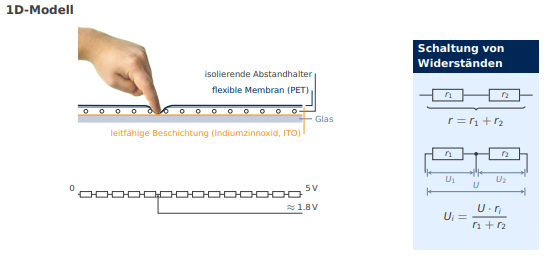 1D-Modell
isolierende Abstandhalter
flexible Membran (PET)
Glas
leitfähige Beschichtung (Indiumzinnoxid, ITO)
0
5 V
≈ 1.8 V
Schaltung von
Widerständen
r₁ r₂
r = r₁ + r₂
r₁ r₂
U₁ U₂
U
Uᵢ = U · rᵢ / r₁ + r₂